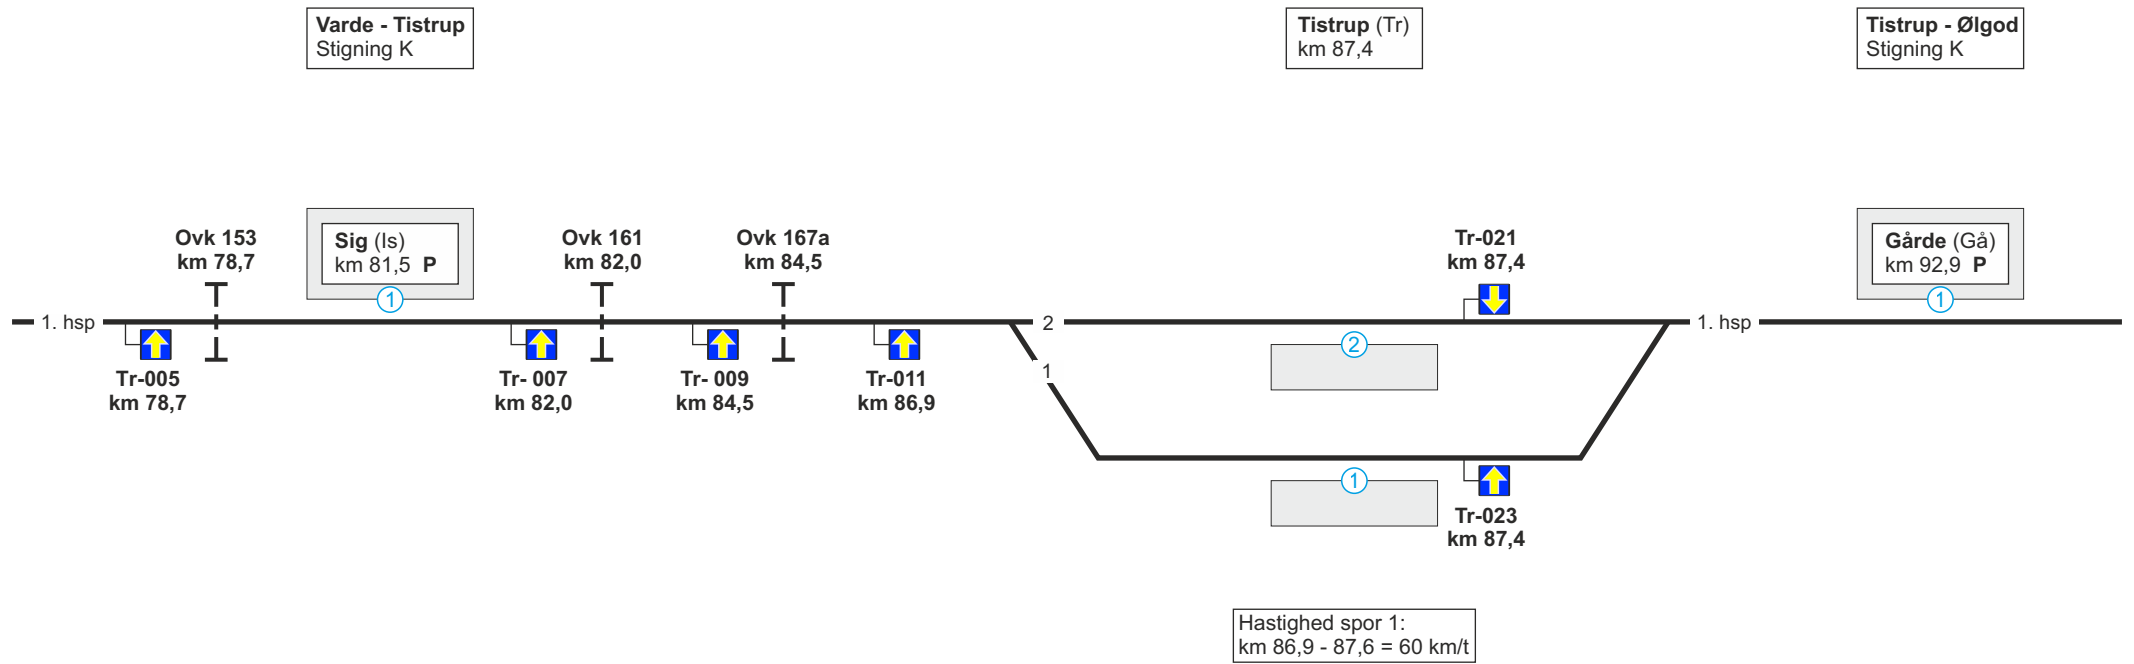 Varde - Tistrup
Stigning K
Tistrup (Tr)
km 87,4
Tistrup - Ølgod
Stigning K
Ovk 153
km 78,7
Sig (Is)
km 81,5 P
1
Ovk 161
km 82,0
Ovk 167a
km 84,5
Tr-021
km 87,4
Gårde (Gå)
km 92,9 P
1
1. hsp
2
1. hsp
Tr-005
km 78,7
Tr- 007
km 82,0
Tr- 009
km 84,5
Tr-011
km 86,9
1
2
1
Tr-023
km 87,4
Hastighed spor 1:
km 86,9 - 87,6 = 60 km/t